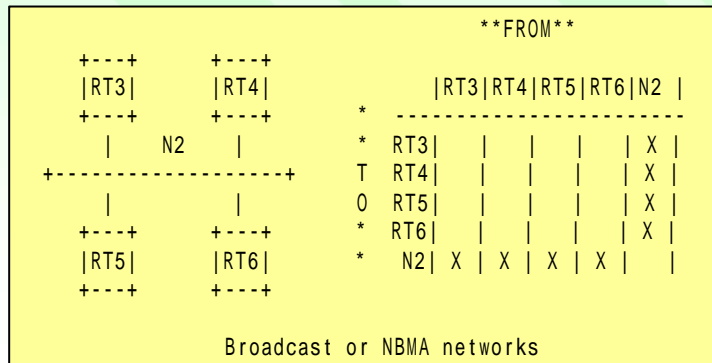 **FROM**
   +---+      +---+
   |RT3|      |RT4|                |RT3|RT4|RT5|RT6|N2 |
   +---+      +---+        *  ------------------------
     |    N2    |          *  RT3|   |   |   |   | X |
+-------------------+      T  RT4|   |   |   |   | X |
     |          |          O  RT5|   |   |   |   | X |
   +---+      +---+        *  RT6|   |   |   |   | X |
   |RT5|      |RT6|        *   N2| X | X | X | X |   |
   +---+      +---+
            Broadcast or NBMA networks